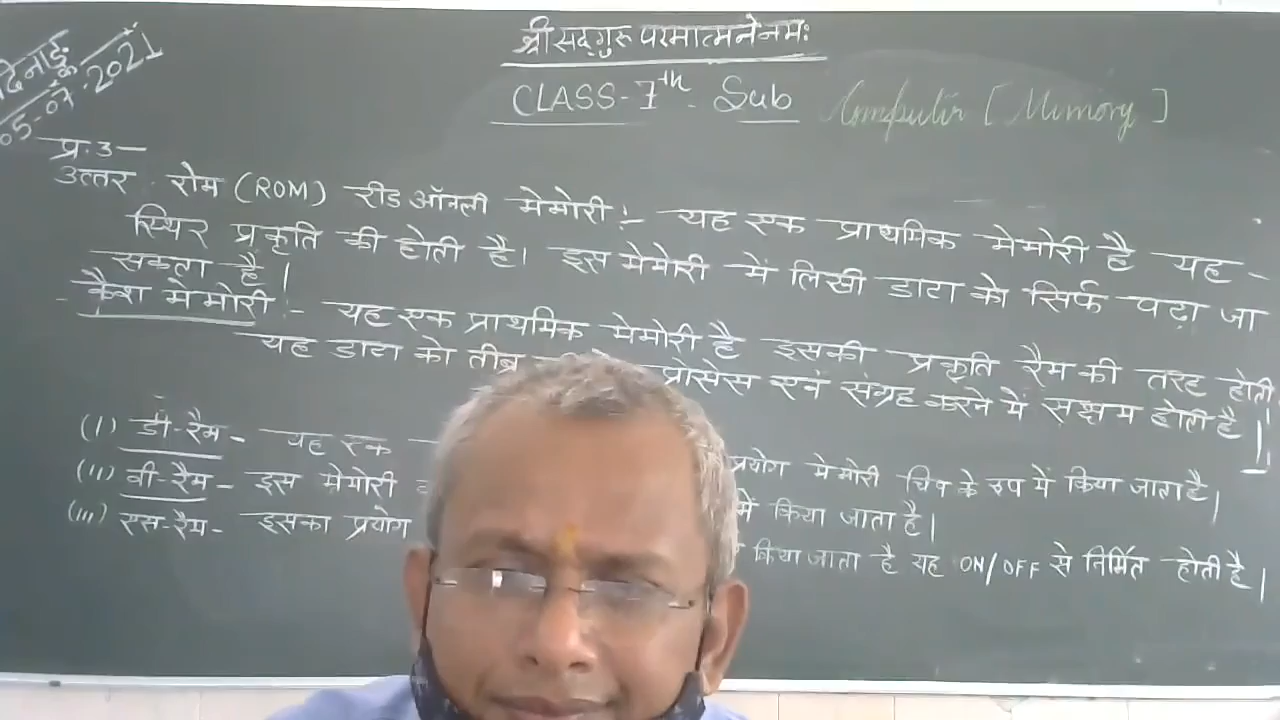 श्री सद्गुरु परमात्मने नमः
दिनाङ्कः
05-07-2021
CLASS-7th Sub Computer [Memory]
प्र.3-
उत्तर रोम (ROM) रीड ऑनली मेमोरी:- यह एक प्राथमिक मेमोरी है यह-
स्थिर प्रकृति की होती है। इस मेमोरी में लिखी डाटा को सिर्फ पढ़ा जा
सकता है।
कैश मेमोरी:- यह एक प्राथमिक मेमोरी है इसकी प्रकृति रैम की तरह होती
यह डाटा को तीब्र प्रोसेस एवं संग्रह करने में सक्षम होती है।
(i) डी-रैम- यह एक प्रयोग मेमोरी चिप के रूप में किया जाता है।
(ii) वी-रैम- इस मेमोरी में किया जाता है।
(iii) एस-रैम- इसका प्रयोग किया जाता है यह ON/OFF से निर्मित होती है।